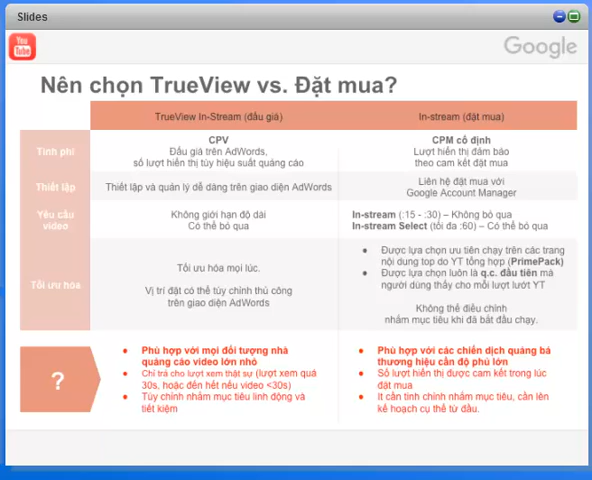 Slides
You
Tube
Google
Nên chọn TrueView vs. Đặt mua?
TrueView In-Stream (đấu giá)
In-stream (đặt mua)
Tính phí
CPV
Đấu giá trên AdWords,
số lượt hiển thị tùy hiệu suất quảng cáo
CPM cố định
Lượt hiển thị đảm bảo
theo cam kết đặt mua
Thiết lập
Thiết lập và quản lý dễ dàng trên giao diện AdWords
Liên hệ đặt mua với
Google Account Manager
Yêu cầu
video
Không giới hạn độ dài
Có thể bỏ qua
In-stream (:15 - :30) – Không bỏ qua
In-stream Select (tối đa :60) – Có thể bỏ qua
Tối ưu hóa
Tối ưu hóa mọi lúc.
Vị trí đặt có thể tùy chỉnh thủ công
trên giao diện AdWords
● Được lựa chọn ưu tiên chạy trên các trang
nội dung top do YT tổng hợp (PrimePack)
● Được lựa chọn luôn là q.c. đầu tiên mà
người dùng thấy cho mỗi lượt lướt YT
Không thể điều chỉnh
nhắm mục tiêu khi đã bắt đầu chạy.
?
● Phù hợp với mọi đối tượng nhà
quảng cáo video lớn nhỏ
● Chỉ trả cho lượt xem thật sự (lượt xem quá
30s, hoặc đến hết nếu video <30s)
● Tùy chỉnh nhắm mục tiêu linh động và
tiết kiệm
● Phù hợp với các chiến dịch quảng bá
thương hiệu cần độ phủ lớn
● Số lượt hiển thị được cam kết trong lúc
đặt mua
● Ít cần tinh chỉnh nhắm mục tiêu, cần lên
kế hoạch cụ thể từ đầu.